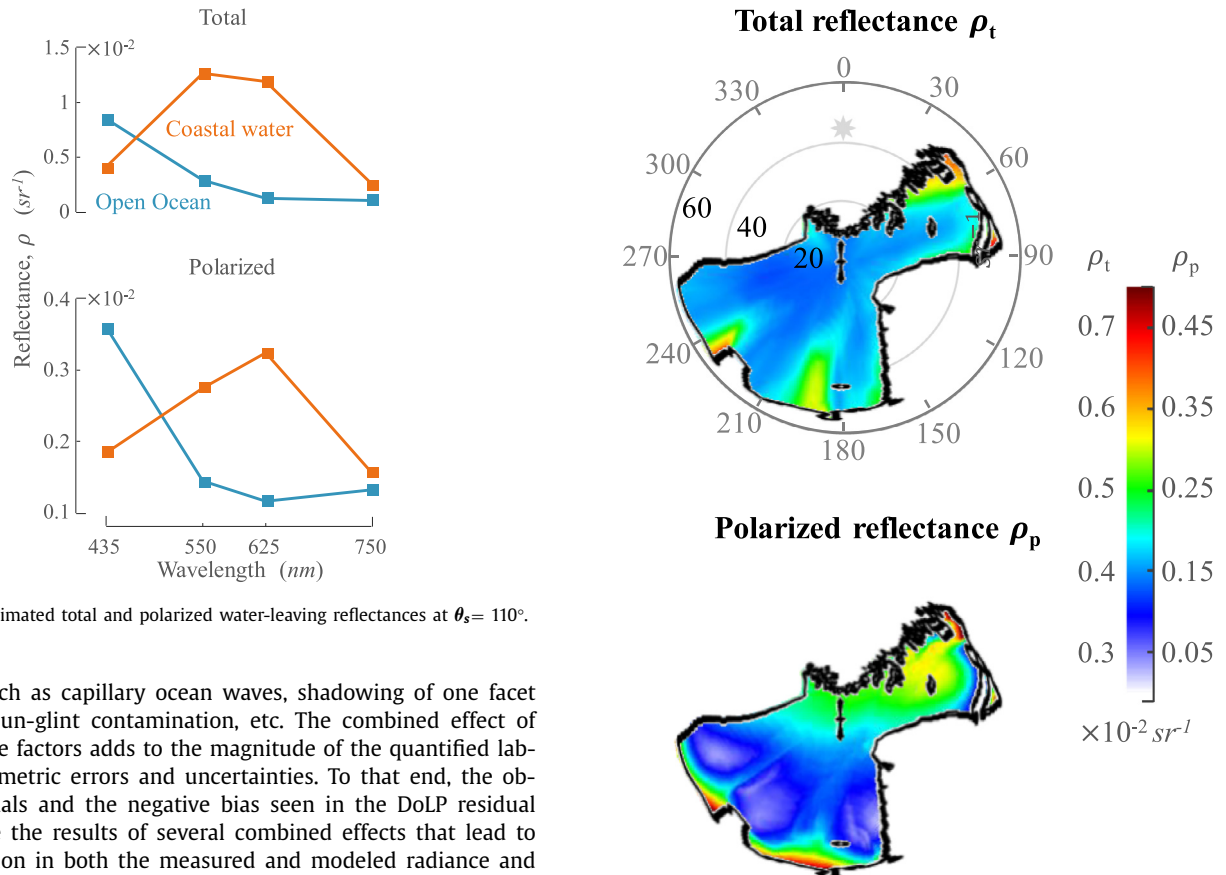 Total
1.5 ×10⁻²
1
0.5
0
Coastal water
Open Ocean
Reflectance, ρ (sr⁻¹)
Polarized
0.4 ×10⁻²
0.3
0.2
0.1
435 550 625 750
Wavelength (nm)
imated total and polarized water-leaving reflectances at θₛ= 110°.
ch as capillary ocean waves, shadowing of one facet
un-glint contamination, etc. The combined effect of
e factors adds to the magnitude of the quantified lab-
metric errors and uncertainties. To that end, the ob-
als and the negative bias seen in the DoLP residual
e the results of several combined effects that lead to
on in both the measured and modeled radiance and
Total reflectance ρₜ
0
330 30
300 60
60 40 20
270 90
240 120
210 150
180
Polarized reflectance ρₚ
ρₜ ρₚ
0.7 0.45
0.6 0.35
0.5 0.25
0.4 0.15
0.3 0.05
×10⁻² sr⁻¹